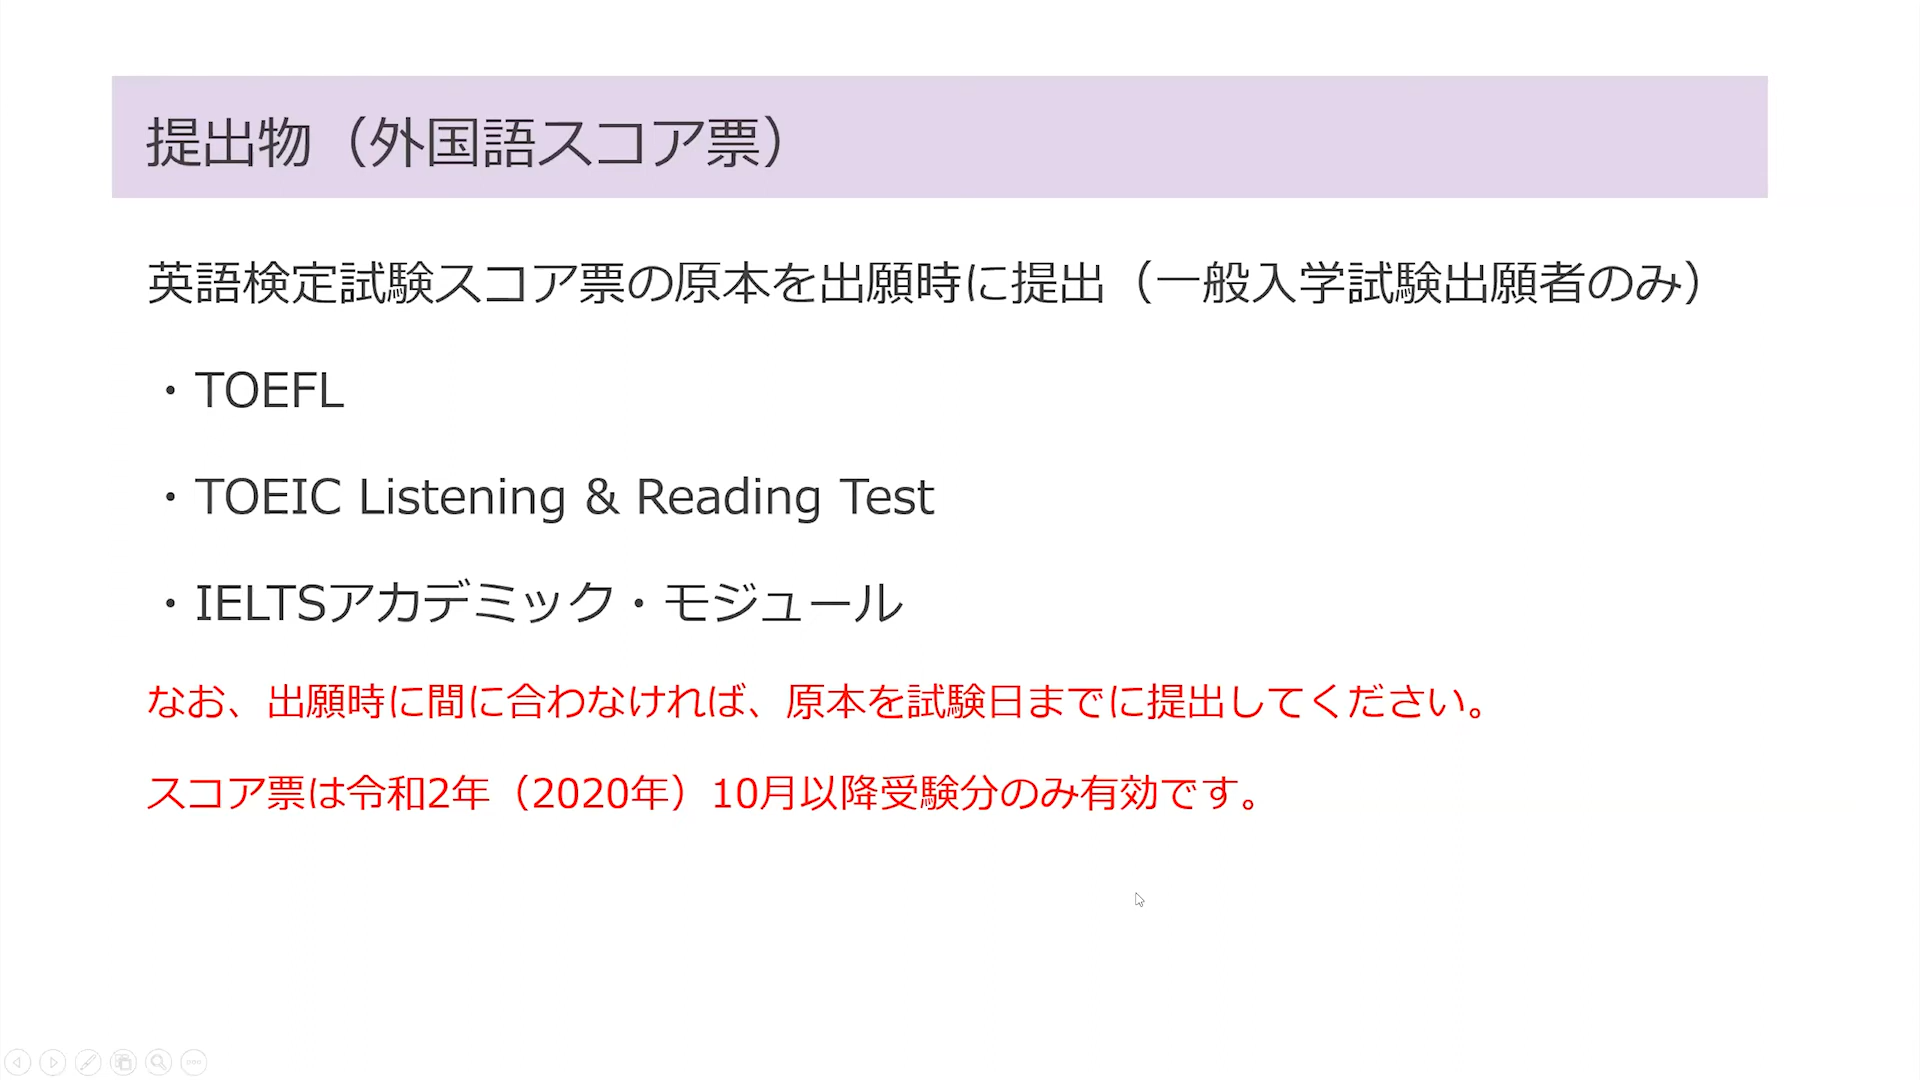 提出物（外国語スコア票）
英語検定試験スコア票の原本を出願時に提出（一般入学試験出願者のみ）
・TOEFL
・TOEIC Listening & Reading Test
・IELTSアカデミック・モジュール
なお、出願時に間に合わなければ、原本を試験日までに提出してください。
スコア票は令和2年（2020年）10月以降受験分のみ有効です。